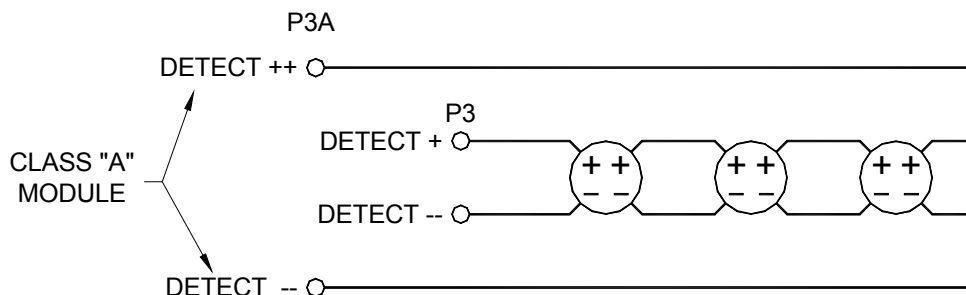 P3A
DETECT ++
P3
DETECT +
CLASS "A"
MODULE
+ + + + + +
– – – – – –
DETECT --
DETECT --